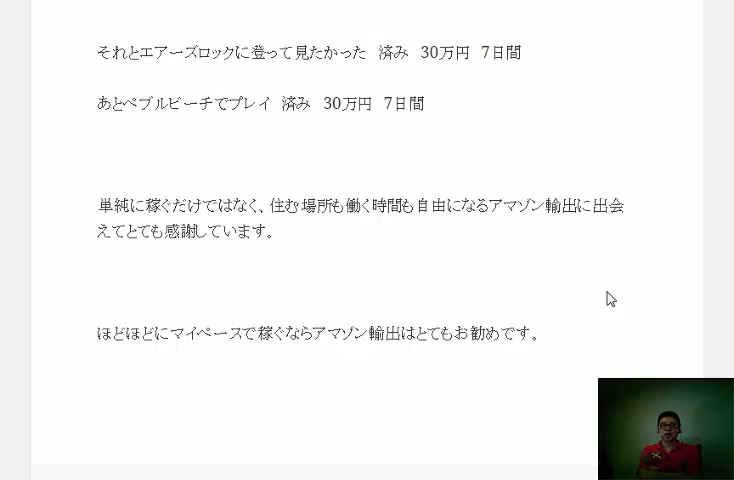 それとエアーズロックに登って見たかった　済み　30万円　7日間
あとペブルビーチでプレイ　済み　30万円　7日間
単純に稼ぐだけではなく、住む場所も働く時間も自由になるアマゾン輸出に出会
えてとても感謝しています。
ほどほどにマイペースで稼ぐならアマゾン輸出はとてもお勧めです。